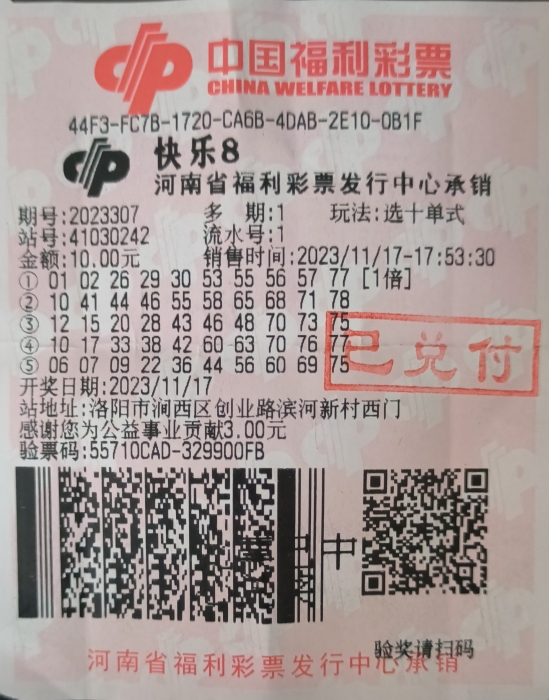 中国福利彩票
CHINA WELFARE LOTTERY
44F3-FC7B-1720-CA6B-4DAB-2E10-0B1F
快乐8
河南省福利彩票发行中心承销
期号:2023307 多 期:1 玩法:选十单式
站号:41030242 流水号:1
金额:10.00元 销售时间:2023/11/17-17:53:30
① 01 02 26 29 30 53 55 56 57 77 [1倍]
② 10 41 44 46 55 58 65 68 71 78
③ 12 15 20 28 43 46 48 70 73 75
④ 10 17 33 38 42 60 63 70 76 77
⑤ 06 07 09 22 36 44 56 60 69 75
已兑付
开奖日期:2023/11/17
站地址:洛阳市涧西区创业路滨河新村西门
感谢您为公益事业贡献3.00元
验票码:55710CAD-329900FB
中
验奖请扫码
河南省福利彩票发行中心承销